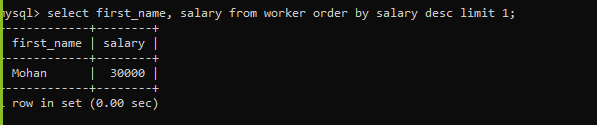 mysql> select first_name, salary from worker order by salary desc limit 1;
-------------+--------+
first_name | salary |
-------------+--------+
Mohan | 30000 |
-------------+--------+
row in set (0.00 sec)